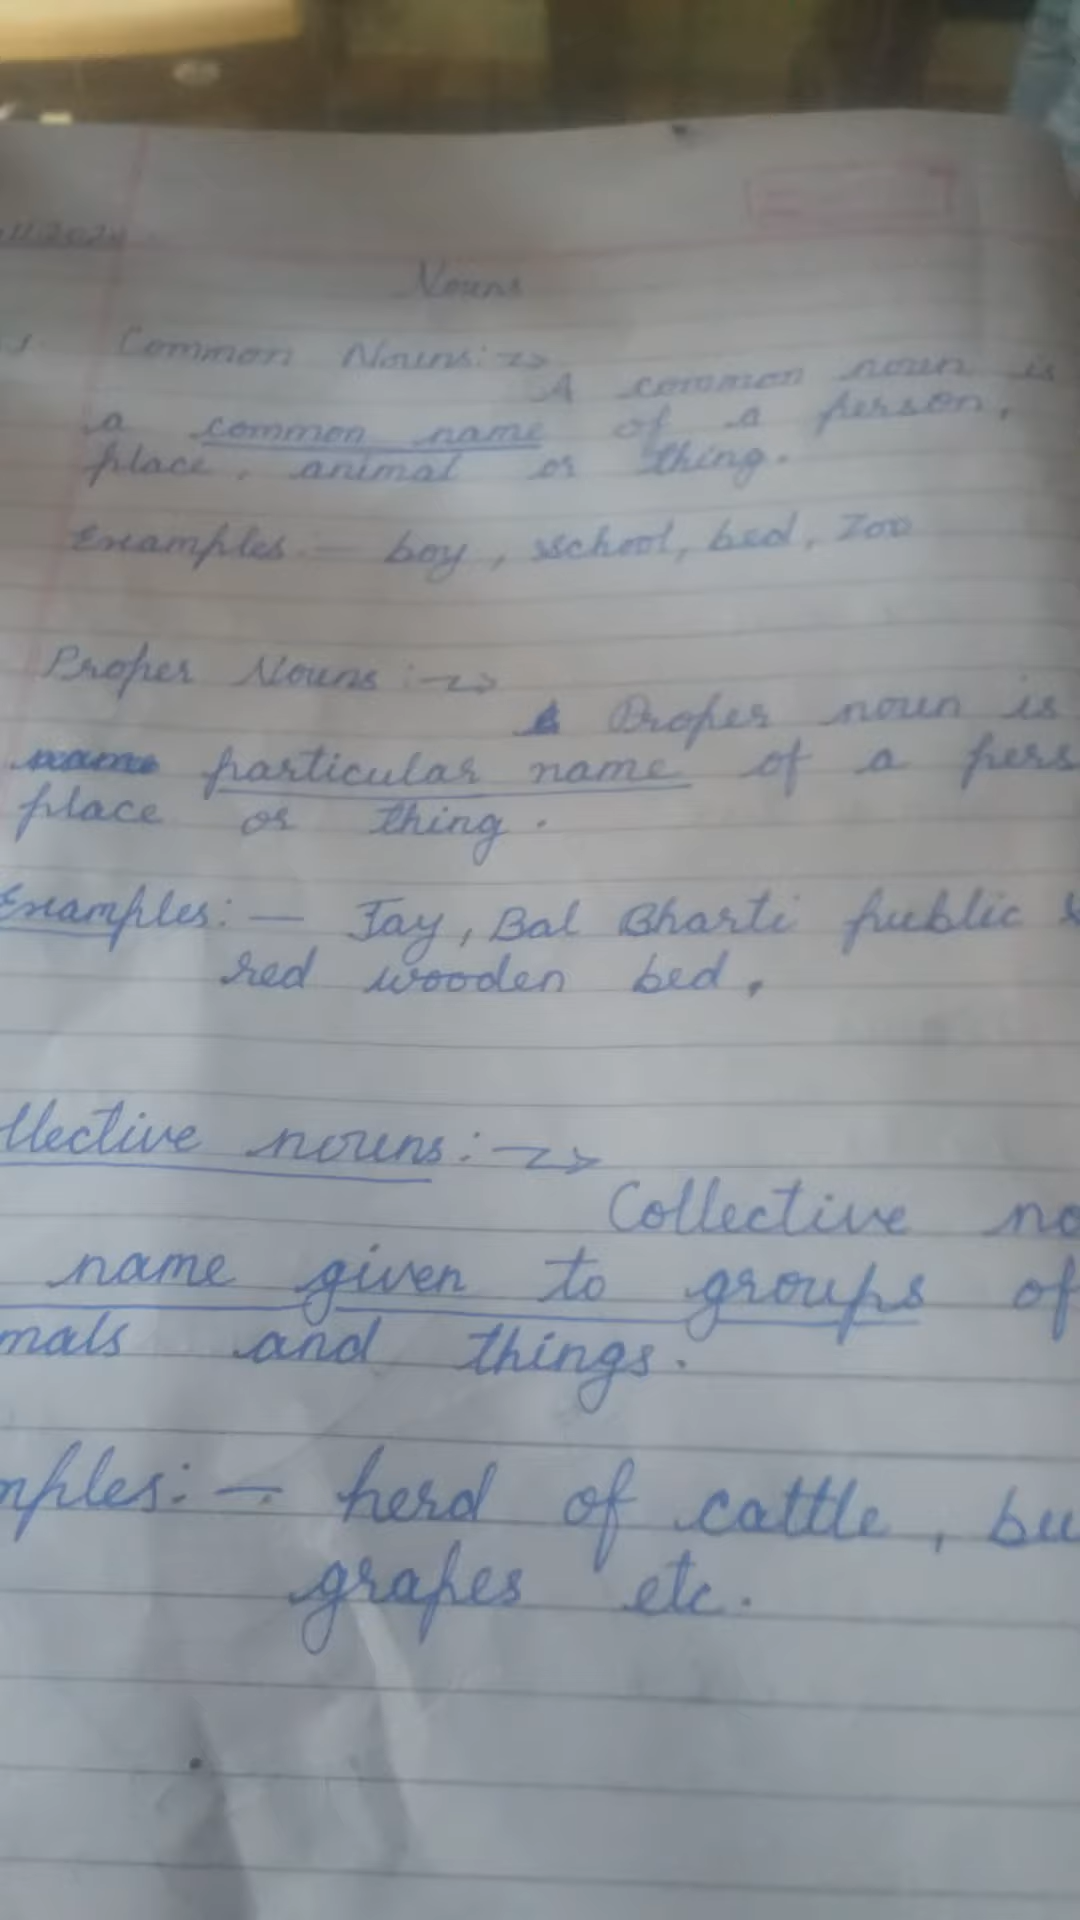 Nouns
Common Nouns :->
A common noun is
a common name of a person,
place, animal or thing.
Examples - boy, school, bed, Zoo
Proper Nouns :->
Proper noun is
particular name of a pers
place or thing.
Examples :- Jay, Bal Bharti public
red wooden bed.
llective nouns :->
Collective no
name given to groups of
mals and things.
mples :- herd of cattle, bu
grapes etc.